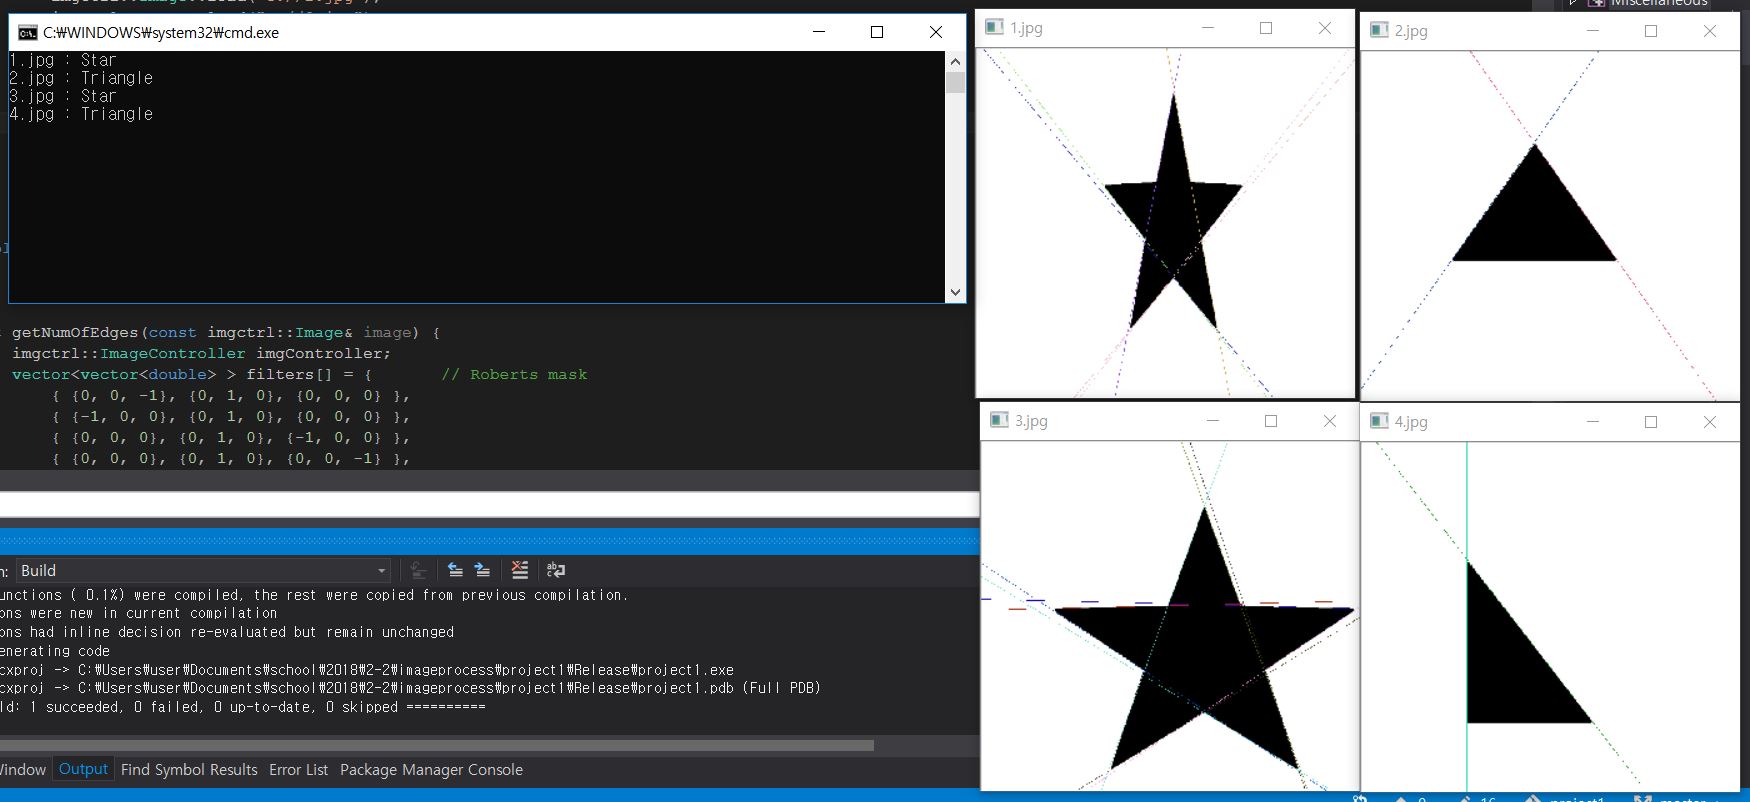 C:₩WINDOWS₩system32₩cmd.exe
1.jpg : Star
2.jpg : Triangle
3.jpg : Star
4.jpg : Triangle
getNumOfEdges(const imgctrl::Image& image) {
imgctrl::ImageController imgController;
vector<vector<double> > filters[] = { // Roberts mask
{ {0, 0, -1}, {0, 1, 0}, {0, 0, 0} },
{ {-1, 0, 0}, {0, 1, 0}, {0, 0, 0} },
{ {0, 0, 0}, {0, 1, 0}, {-1, 0, 0} },
{ {0, 0, 0}, {0, 1, 0}, {0, 0, -1} },
Build
unctions ( 0.1%) were compiled, the rest were copied from previous compilation.
ons were new in current compilation
ons had inline decision re-evaluated but remain unchanged
enerating code
cxproj -> C:₩Users₩user₩Documents₩school₩2018₩2-2₩imageprocess₩project1₩Release₩project1.exe
cxproj -> C:₩Users₩user₩Documents₩school₩2018₩2-2₩imageprocess₩project1₩Release₩project1.pdb (Full PDB)
ld: 1 succeeded, 0 failed, 0 up-to-date, 0 skipped ==========
Window Output Find Symbol Results Error List Package Manager Console
Miscellaneous
1.jpg
2.jpg
3.jpg
4.jpg
project1
master